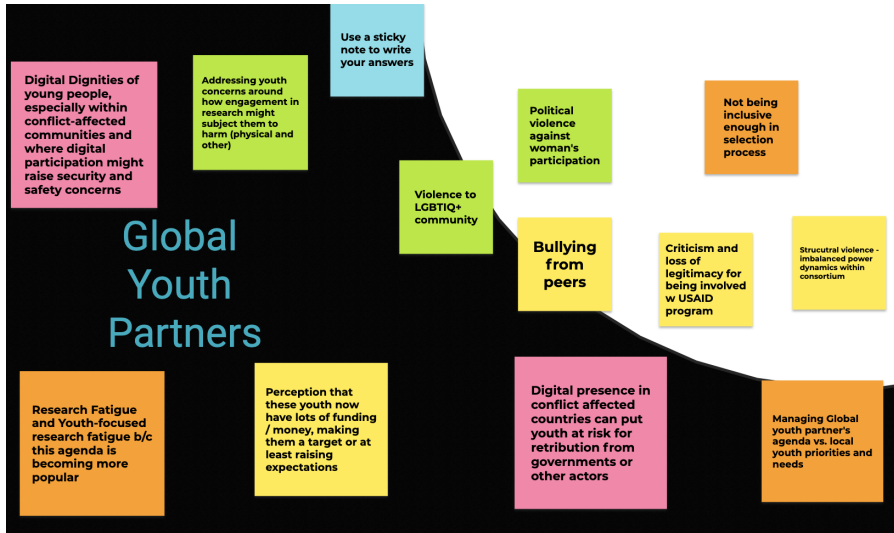 Use a sticky
note to write
your answers
Digital Dignities of
young people,
especially within
conflict-affected
communities and
where digital
participation might
raise security and
safety concerns
Addressing youth
concerns around
how engagement in
research might
subject them to
harm (physical and
other)
Political
violence
against
woman's
participation
Not being
inclusive
enough in
selection
process
Violence to
LGBTIQ+
community
Global
Youth
Partners
Bullying
from
peers
Criticism and
loss of
legitimacy for
being involved
w USAID
program
Strucutral violence -
imbalanced power
dynamics within
consortium
Research Fatigue
and Youth-focused
research fatigue b/c
this agenda is
becoming more
popular
Perception that
these youth now
have lots of funding
/ money, making
them a target or at
least raising
expectations
Digital presence in
conflict affected
countries can put
youth at risk for
retribution from
governments or
other actors
Managing Global
youth partner's
agenda vs. local
youth priorities and
needs